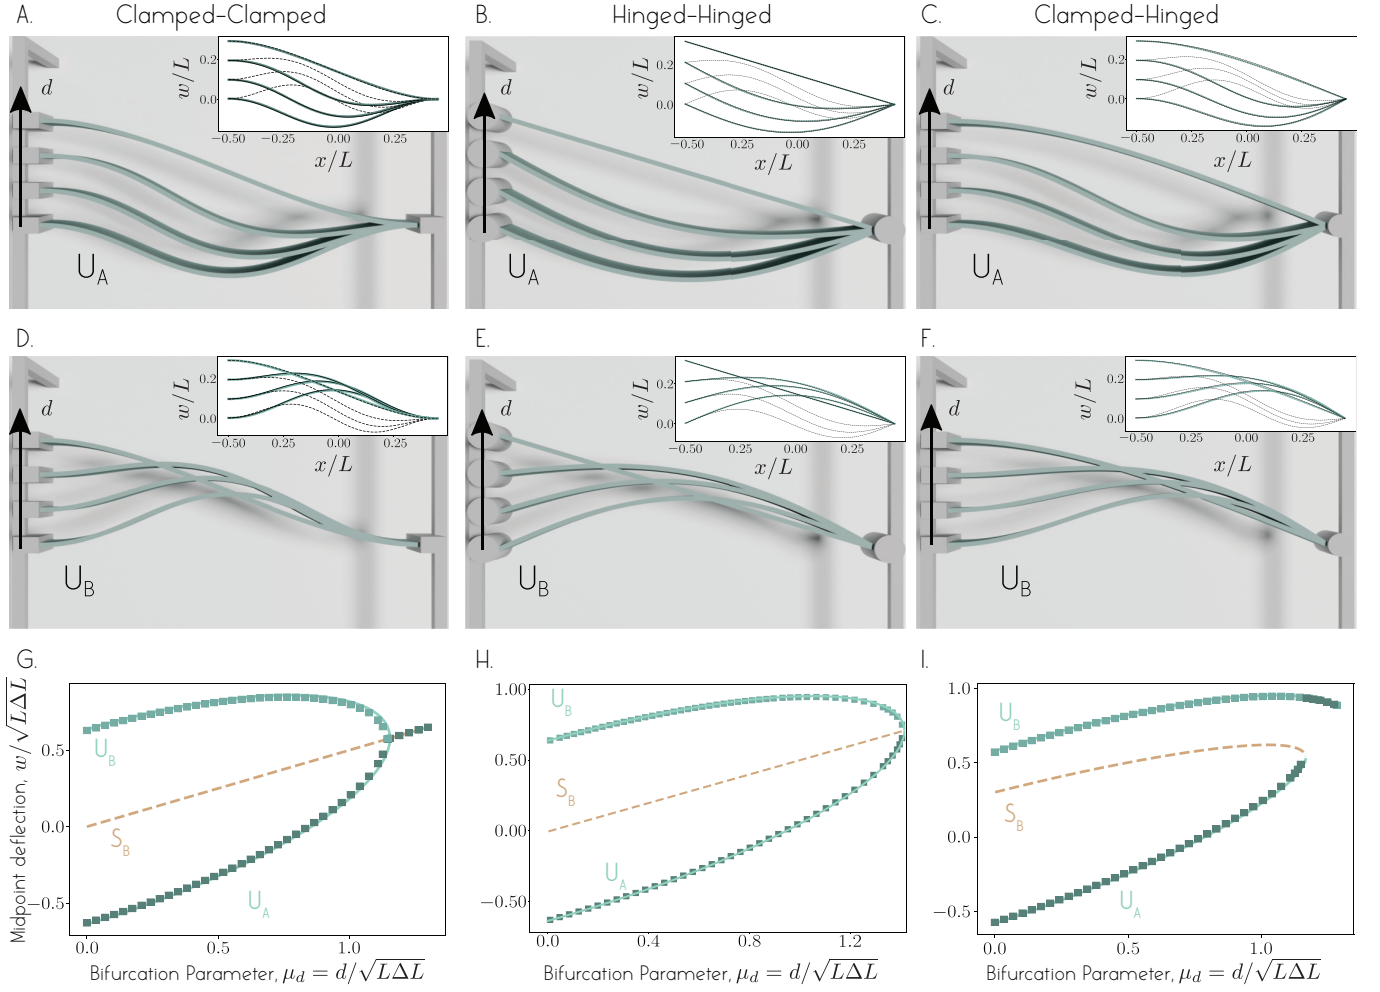 A. Clamped-Clamped
B. Hinged-Hinged
C. Clamped-Hinged
w/L
0.2
0.0
−0.50 −0.25 0.00 0.25
x/L
d
U_A
w/L
0.2
0.0
−0.50 −0.25 0.00 0.25
x/L
d
U_A
w/L
0.2
0.0
−0.50 −0.25 0.00 0.25
x/L
d
U_A
D.
w/L
0.2
0.0
−0.50 −0.25 0.00 0.25
x/L
d
U_B
E.
w/L
0.2
0.0
−0.50 −0.25 0.00 0.25
x/L
d
U_B
F.
w/L
0.2
0.0
−0.50 −0.25 0.00 0.25
x/L
d
U_B
G.
Midpoint deflection, w/√LΔL
0.5
0.0
−0.5
U_B
S_B
U_A
0.0 0.5 1.0
Bifurcation Parameter, μ_d = d/√LΔL
H.
1.00
0.50
0.00
−0.50
U_B
S_B
U_A
0.0 0.4 0.8 1.2
Bifurcation Parameter, μ_d = d/√LΔL
I.
1.0
0.5
0.0
−0.5
U_B
S_B
U_A
0.0 0.5 1.0
Bifurcation Parameter, μ_d = d/√LΔL